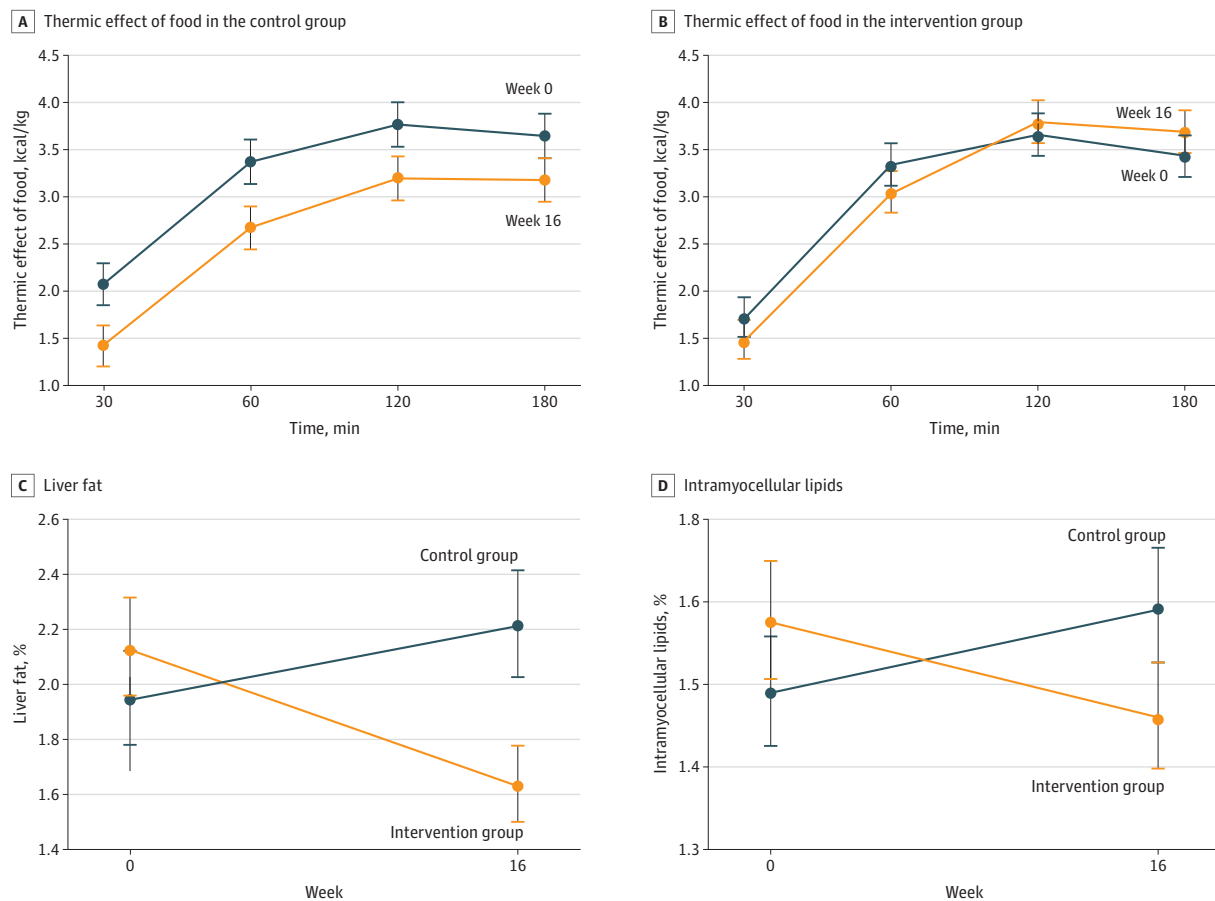 A Thermic effect of food in the control group
4.5
4.0
3.5
3.0
2.5
2.0
1.5
1.0
Thermic effect of food, kcal/kg
Week 0
Week 16
30 60 120 180
Time, min
B Thermic effect of food in the intervention group
4.5
4.0
3.5
3.0
2.5
2.0
1.5
1.0
Thermic effect of food, kcal/kg
Week 16
Week 0
30 60 120 180
Time, min
C Liver fat
2.6
2.4
2.2
2.0
1.8
1.6
1.4
Liver fat, %
Control group
Intervention group
0 16
Week
D Intramyocellular lipids
1.8
1.6
1.5
1.4
1.3
Intramyocellular lipids, %
Control group
Intervention group
0 16
Week